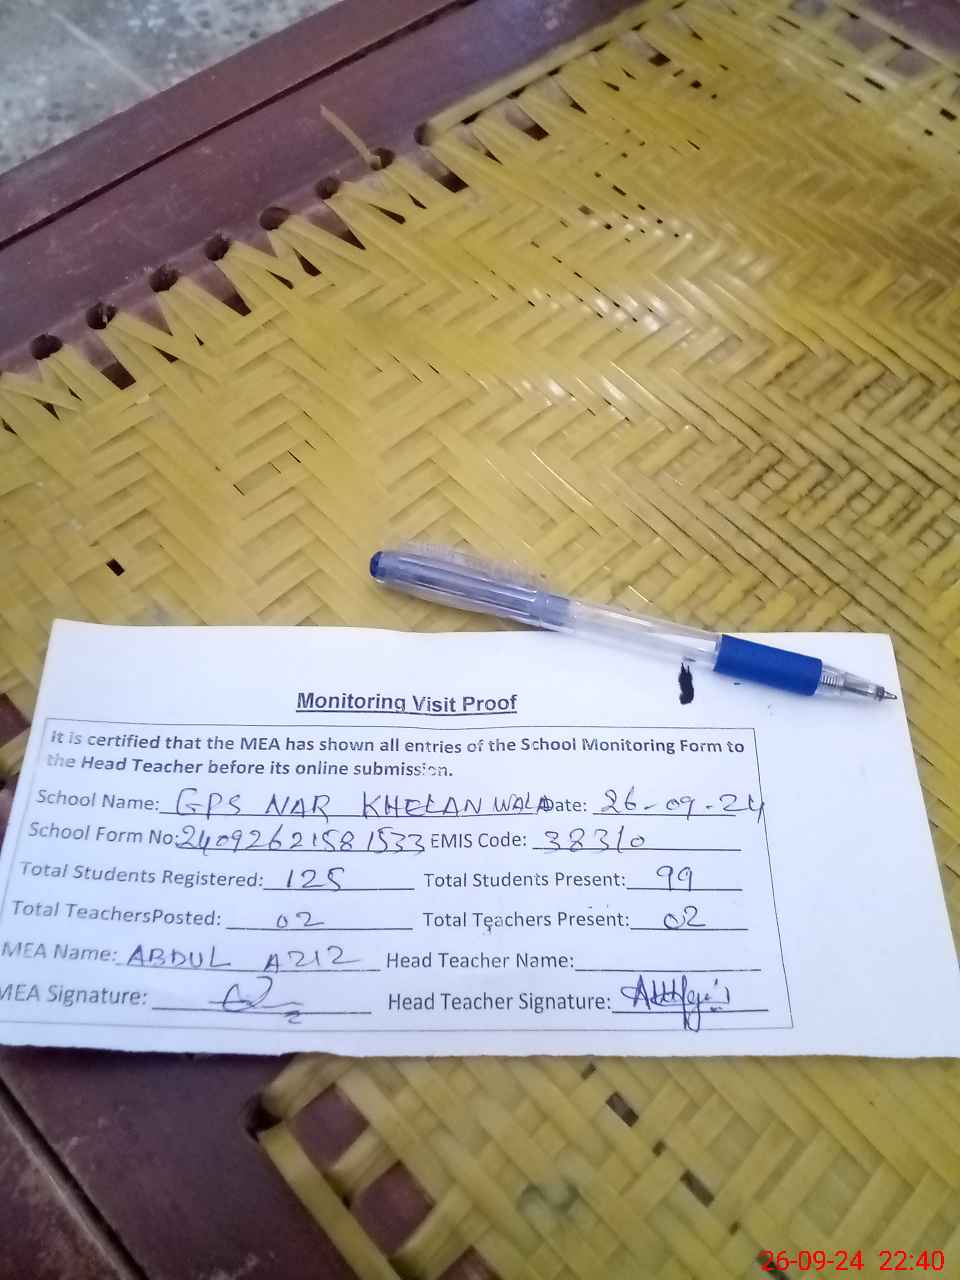 Monitoring Visit Proof
It is certified that the MEA has shown all entries of the School Monitoring Form to
the Head Teacher before its online submission.
School Name: GPS NAR KHELAN WALA Date: 26-09-24
School Form No: 24092621581533 EMIS Code: 38310
Total Students Registered: 125 Total Students Present: 99
Total TeachersPosted: 02 Total Teachers Present: 02
MEA Name: ABDUL AZIZ Head Teacher Name:
MEA Signature: Head Teacher Signature:
26-09-24 22:40